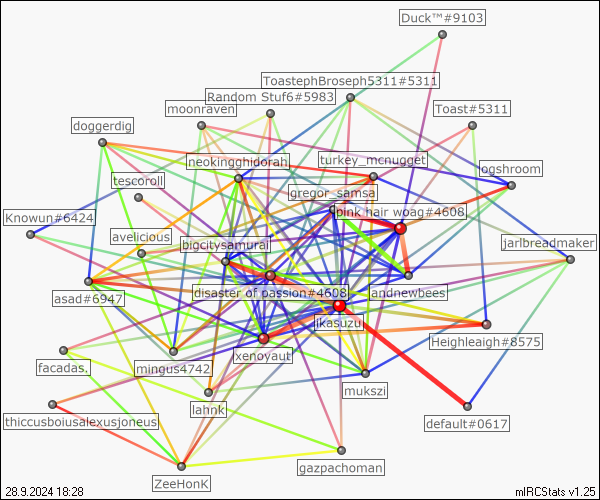 Duck™#9103
ToastephBroseph5311#5311
Random Stuf6#5983
moonraven
Toast#5311
doggerdig
neokingghidorah
turkey_mcnugget
logshroom
tescoroll
gregor_samsa
Knowun#6424
pink hair woag#4608
avelicious
bigcitysamurai
jarlbreadmaker
asad#6947
disaster of passion#4608
andnewbees
ikasuzu
Heighleaigh#8575
xenoyaut
facadas.
mingus4742
mukszi
lahnk
thiccusboiusalexusjoneus
default#0617
gazpachoman
ZeeHonK
28.9.2024 18:28
mIRCStats v1.25